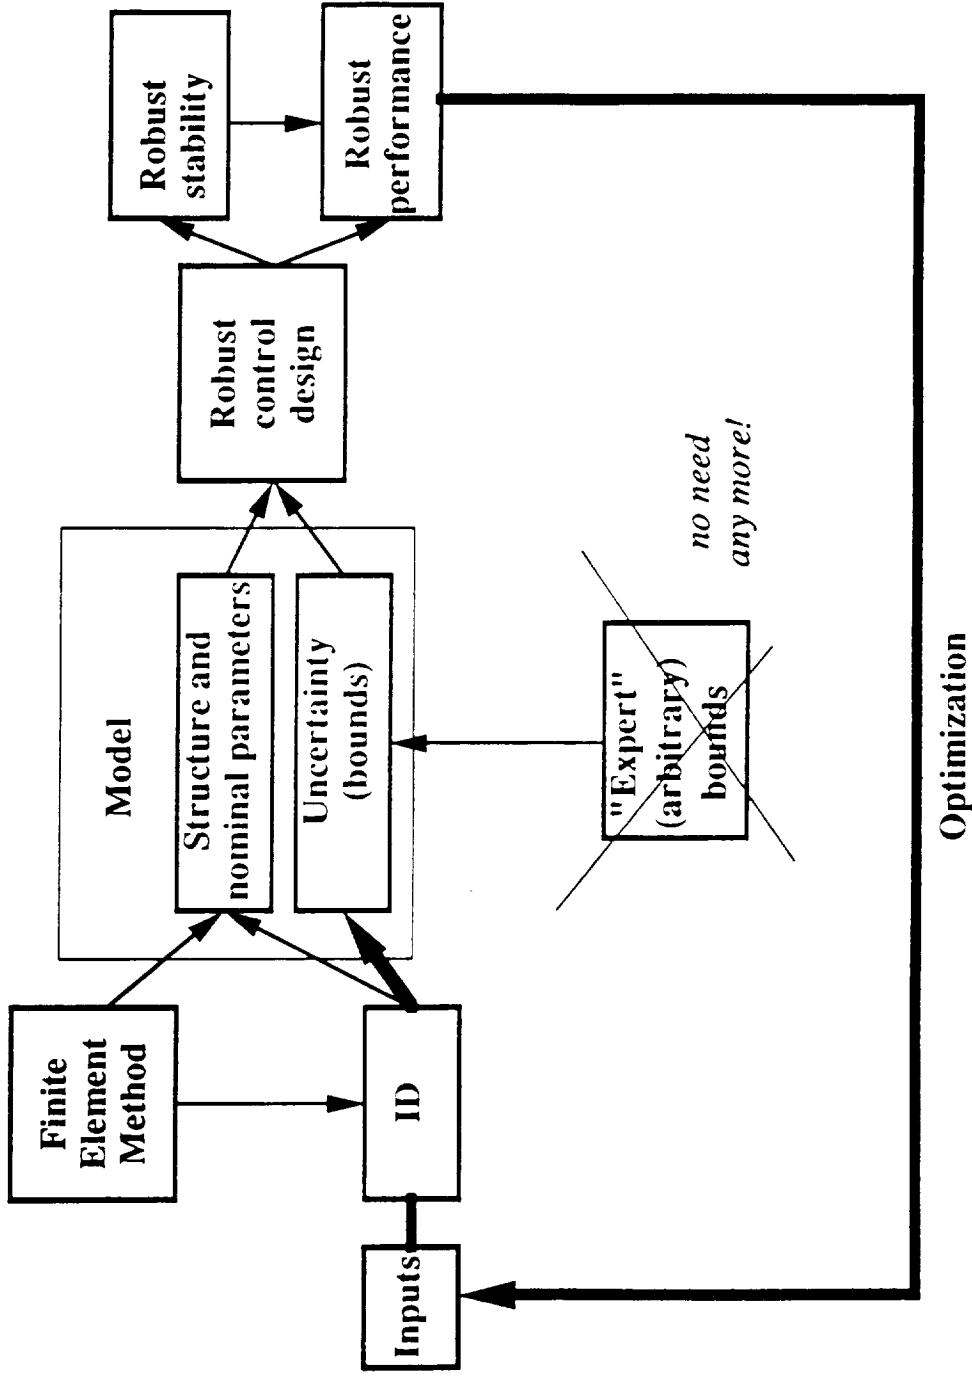 Finite
Element
Method
Inputs
ID
Model
Structure and
nominal parameters
Uncertainty
(bounds)
"Expert"
(arbitrary)
bounds
no need
any more!
Robust
control
design
Robust
stability
Robust
performance
Optimization